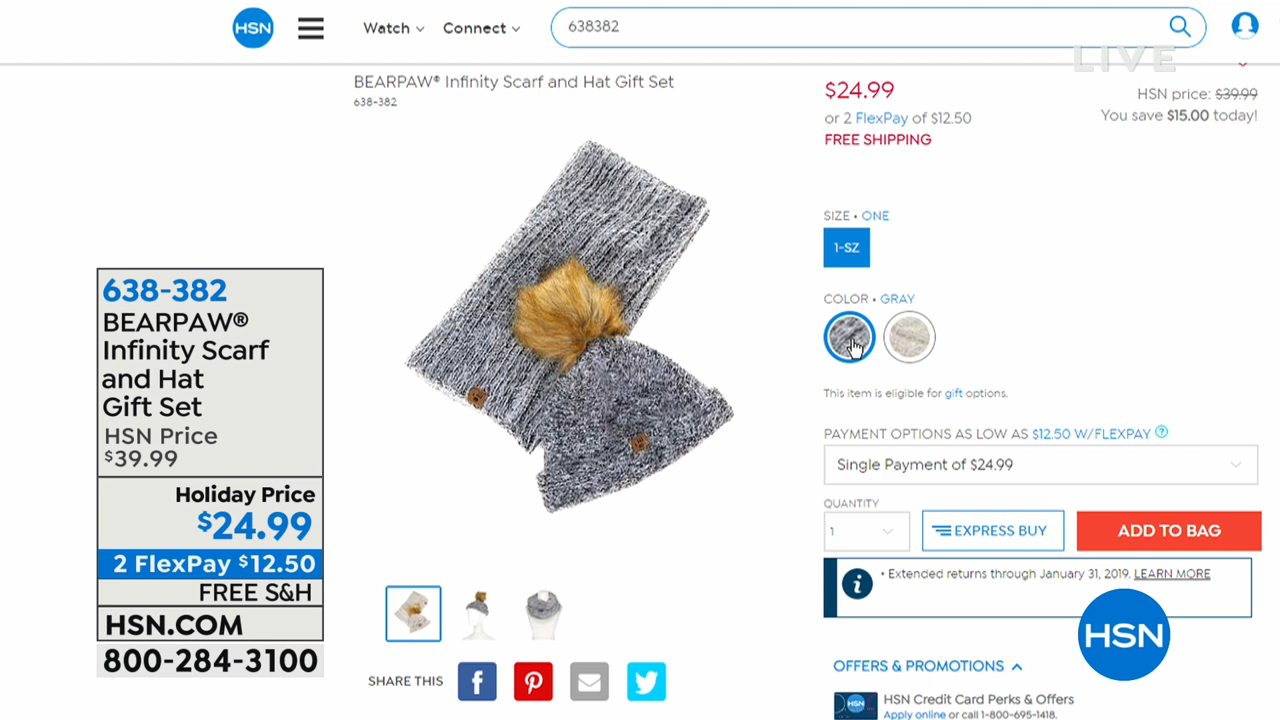 HSN
Watch
Connect
638382
LIVE
BEARPAW® Infinity Scarf and Hat Gift Set
638-382
$24.99
or 2 FlexPay of $12.50
FREE SHIPPING
HSN price: $39.99
You save $15.00 today!
SIZE • ONE
1-SZ
COLOR • GRAY
This item is eligible for gift options.
PAYMENT OPTIONS AS LOW AS $12.50 W/FLEXPAY ?
Single Payment of $24.99
QUANTITY
1
EXPRESS BUY
ADD TO BAG
i
• Extended returns through January 31, 2019. LEARN MORE
HSN
OFFERS & PROMOTIONS
HSN
HSN Credit Card Perks & Offers
Apply online or call 1-800-695-1418.
SHARE THIS
638-382
BEARPAW®
Infinity Scarf
and Hat
Gift Set
HSN Price
$39.99
Holiday Price
$24.99
2 FlexPay $12.50
FREE S&H
HSN.COM
800-284-3100